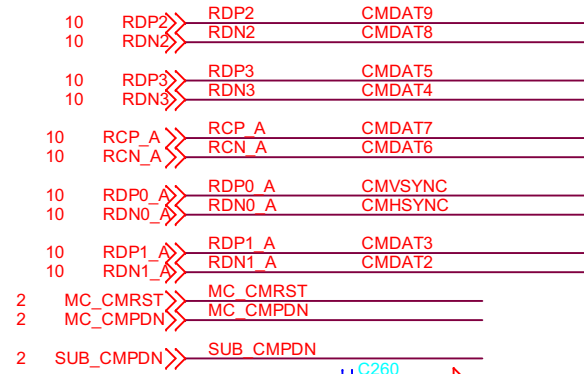 10 RDP2 RDP2 CMDAT9
10 RDN2 RDN2 CMDAT8
10 RDP3 RDP3 CMDAT5
10 RDN3 RDN3 CMDAT4
10 RCP_A RCP_A CMDAT7
10 RCN_A RCN_A CMDAT6
10 RDP0_A RDP0_A CMVSYNC
10 RDN0_A RDN0_A CMHSYNC
10 RDP1_A RDP1_A CMDAT3
10 RDN1_A RDN1_A CMDAT2
2 MC_CMRST MC_CMRST
2 MC_CMPDN MC_CMPDN
2 SUB_CMPDN SUB_CMPDN
C260